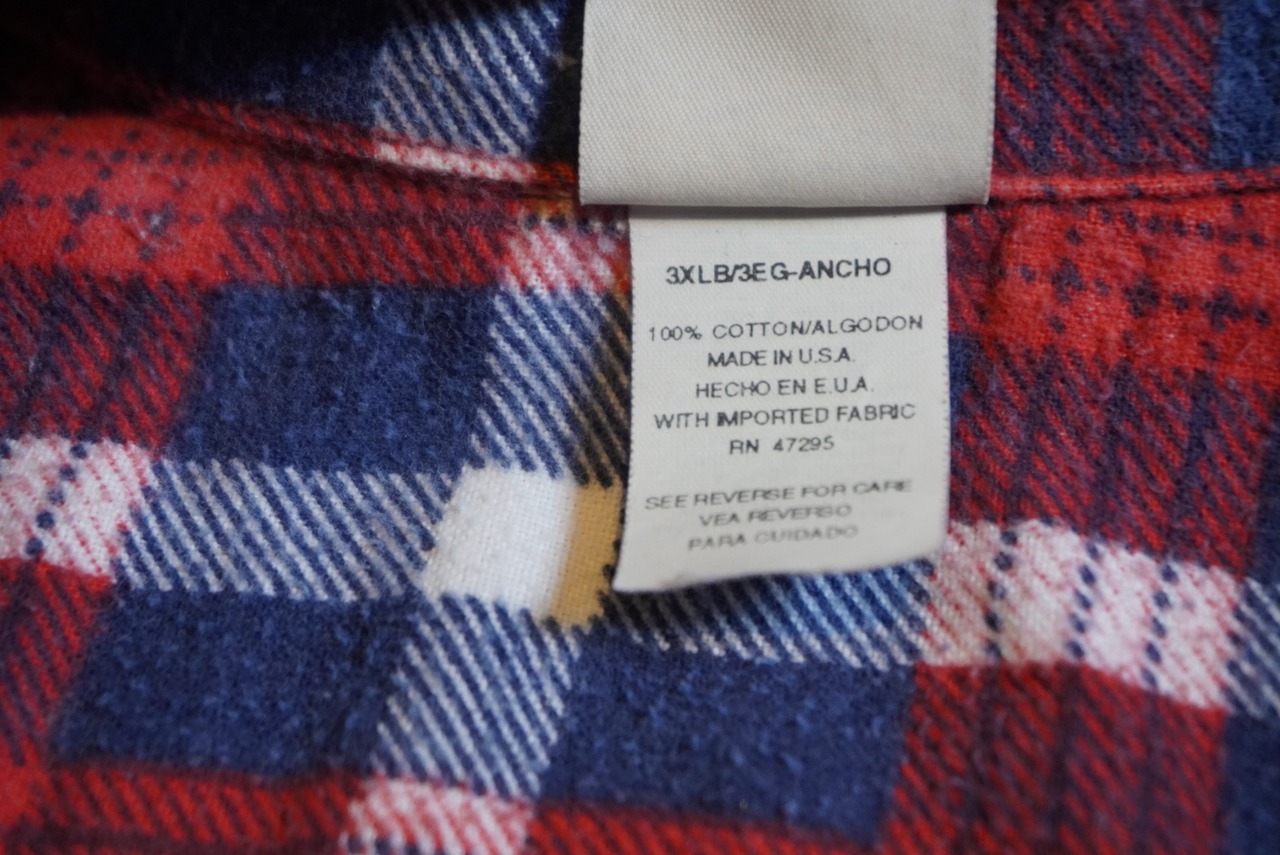 3XLB/3EG-ANCHO
100% COTTON/ALGODON
MADE IN U.S.A.
HECHO EN E.U.A.
WITH IMPORTED FABRIC
RN 47295
SEE REVERSE FOR CARE
VEA REVERSO
PARA CUIDADO